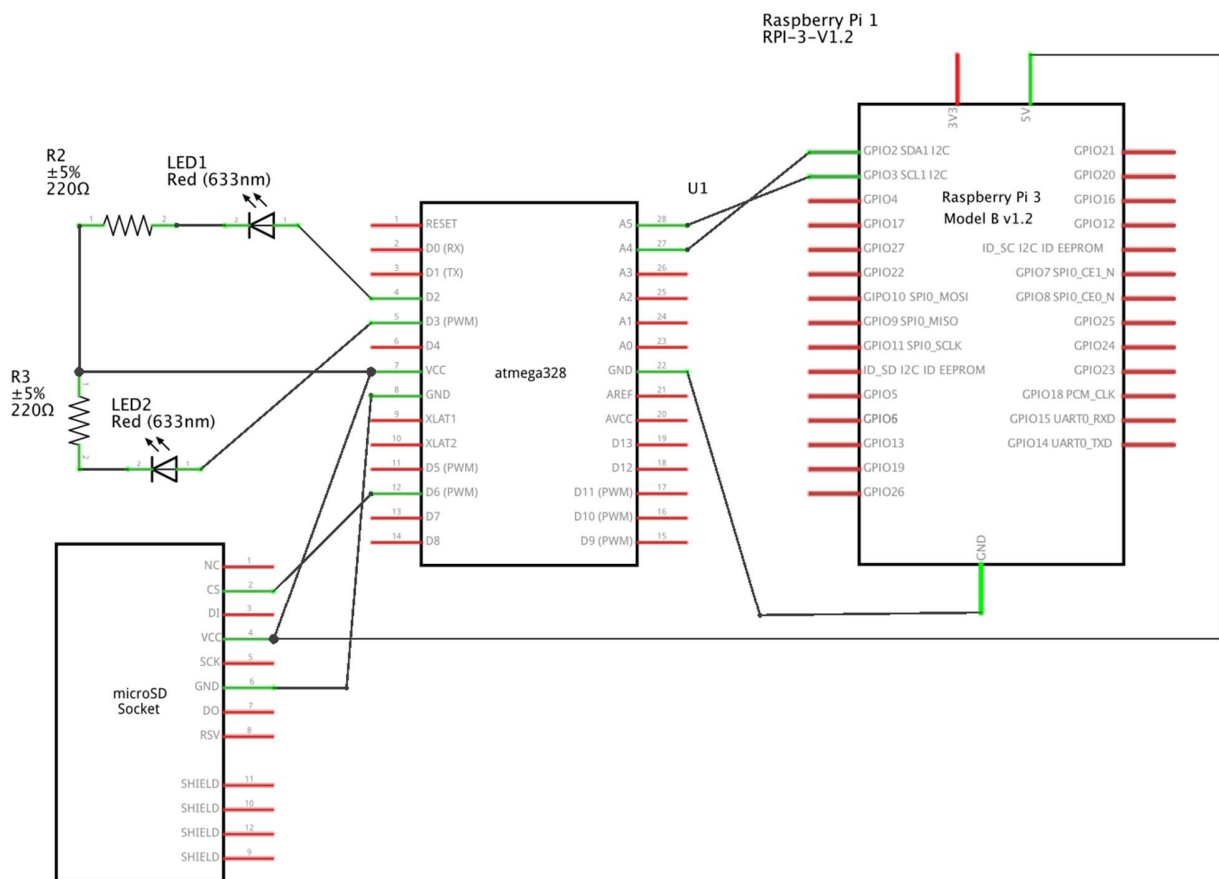 Raspberry Pi 1
RPI-3-V1.2
3V3
5V
R2
±5%
220Ω
LED1
Red (633nm)
1
2
2
1
R3
±5%
220Ω
LED2
Red (633nm)
1
2
2
1
U1
atmega328
1 RESET
2 D0 (RX)
3 D1 (TX)
4 D2
5 D3 (PWM)
6 D4
7 VCC
8 GND
9 XLAT1
10 XLAT2
11 D5 (PWM)
12 D6 (PWM)
13 D7
14 D8
A5 28
A4 27
A3 26
A2 25
A1 24
A0 23
GND 22
AREF 21
AVCC 20
D13 19
D12 18
D11 (PWM) 17
D10 (PWM) 16
D9 (PWM) 15
Raspberry Pi 3
Model B v1.2
GPIO2 SDA1 I2C
GPIO3 SCL1 I2C
GPIO4
GPIO17
GPIO27
GPIO22
GIPO10 SPI0_MOSI
GPIO9 SPI0_MISO
GPIO11 SPI0_SCLK
ID_SD I2C ID EEPROM
GPIO5
GPIO6
GPIO13
GPIO19
GPIO26
GPIO21
GPIO20
GPIO16
GPIO12
ID_SC I2C ID EEPROM
GPIO7 SPI0_CE1_N
GPIO8 SPI0_CE0_N
GPIO25
GPIO24
GPIO23
GPIO18 PCM_CLK
GPIO15 UART0_RXD
GPIO14 UART0_TXD
GND
microSD
Socket
NC 1
CS 2
DI 3
VCC 4
SCK 5
GND 6
DO 7
RSV 8
SHIELD 11
SHIELD 10
SHIELD 12
SHIELD 9